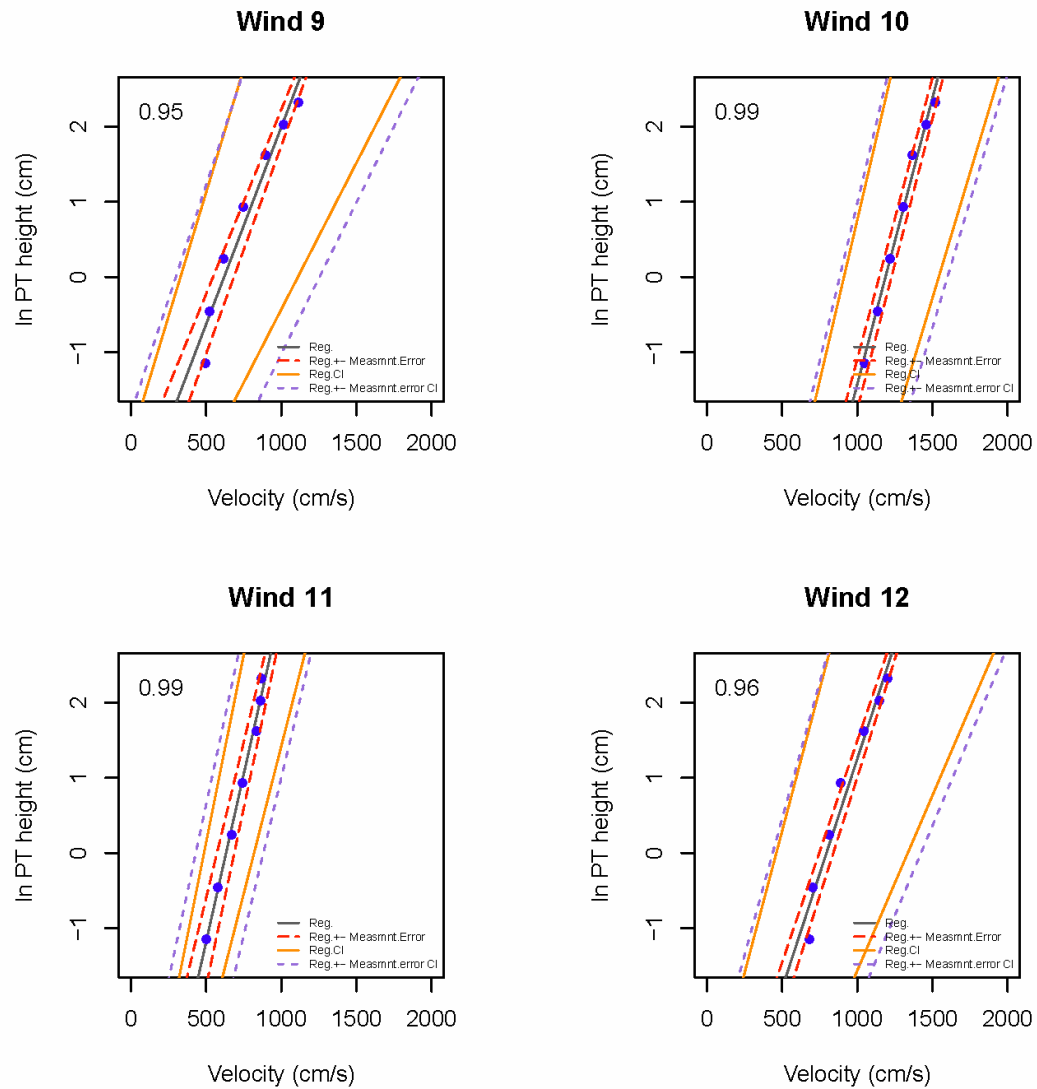 Wind 9
0.95
ln PT height (cm)
2
1
0
−1
Reg.
Reg.+− Measmnt.Error
Reg.CI
Reg.+− Measmnt.error CI
0 500 1000 1500 2000
Velocity (cm/s)
Wind 10
0.99
ln PT height (cm)
2
1
0
−1
Reg.
Reg.+− Measmnt.Error
Reg.CI
Reg.+− Measmnt.error CI
0 500 1000 1500 2000
Velocity (cm/s)
Wind 11
0.99
ln PT height (cm)
2
1
0
−1
Reg.
Reg.+− Measmnt.Error
Reg.CI
Reg.+− Measmnt.error CI
0 500 1000 1500 2000
Velocity (cm/s)
Wind 12
0.96
ln PT height (cm)
2
1
0
−1
Reg.
Reg.+− Measmnt.Error
Reg.CI
Reg.+− Measmnt.error CI
0 500 1000 1500 2000
Velocity (cm/s)